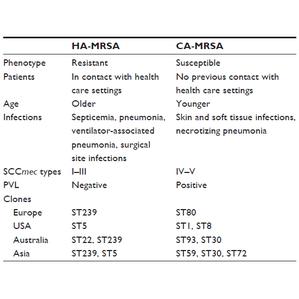 HA-MRSA CA-MRSA
Phenotype Resistant Susceptible
Patients In contact with health No previous contact with
care settings health care settings
Age Older Younger
Infections Septicemia, pneumonia, Skin and soft tissue infections,
ventilator-associated necrotizing pneumonia
pneumonia, surgical
site infections
SCCmec types I–III IV–V
PVL Negative Positive
Clones
Europe ST239 ST80
USA ST5 ST1, ST8
Australia ST22, ST239 ST93, ST30
Asia ST239, ST5 ST59, ST30, ST72